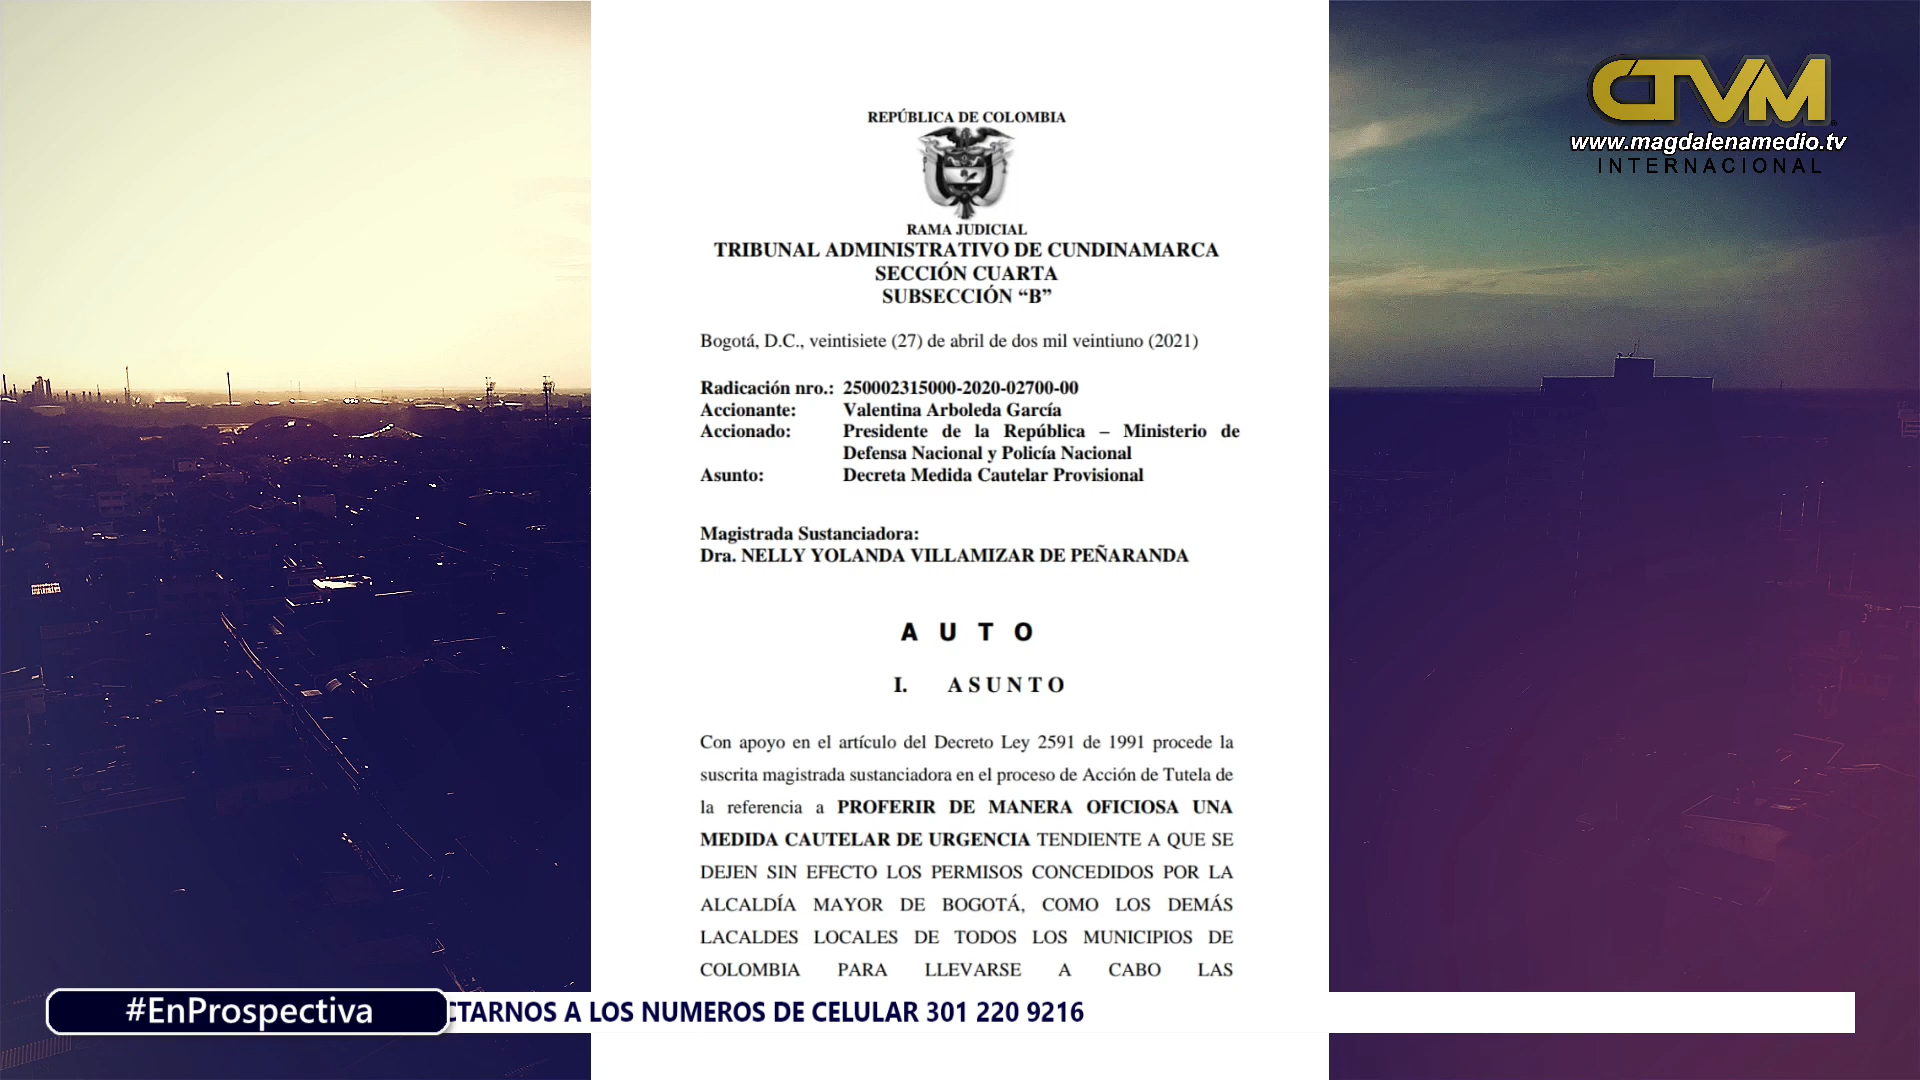 CTVM
www.magdalenamedio.tv
INTERNACIONAL
REPÚBLICA DE COLOMBIA
RAMA JUDICIAL
TRIBUNAL ADMINISTRATIVO DE CUNDINAMARCA
SECCIÓN CUARTA
SUBSECCIÓN “B”
Bogotá, D.C., veintisiete (27) de abril de dos mil veintiuno (2021)
Radicación nro.: 250002315000-2020-02700-00
Accionante: Valentina Arboleda García
Accionado: Presidente de la República – Ministerio de
Defensa Nacional y Policía Nacional
Asunto: Decreta Medida Cautelar Provisional
Magistrada Sustanciadora:
Dra. NELLY YOLANDA VILLAMIZAR DE PEÑARANDA
A U T O
I. A S U N T O
Con apoyo en el artículo del Decreto Ley 2591 de 1991 procede la
suscrita magistrada sustanciadora en el proceso de Acción de Tutela de
la referencia a PROFERIR DE MANERA OFICIOSA UNA
MEDIDA CAUTELAR DE URGENCIA TENDIENTE A QUE SE
DEJEN SIN EFECTO LOS PERMISOS CONCEDIDOS POR LA
ALCALDÍA MAYOR DE BOGOTÁ, COMO LOS DEMÁS
LACALDES LOCALES DE TODOS LOS MUNICIPIOS DE
COLOMBIA PARA LLEVARSE A CABO LAS
#EnProspectiva
CTARNOS A LOS NUMEROS DE CELULAR 301 220 9216